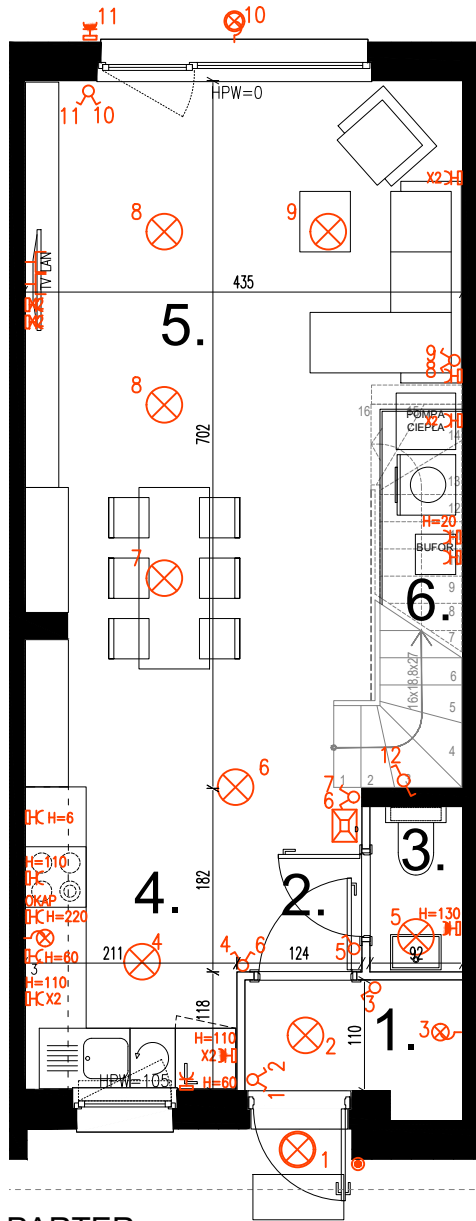 11
10
HPW=0
11 10
X2
8
9
TV LAN
435
5.
9
8
8
16
15
POMPA
CIEPŁA
X2
14
702
13
12
H=20
BUFOR
7
9
6.
8
7
6
16x18,8x27
5
4
12
6
7
6
1
2
3
H=6
3.
H=110
182
OKAP
H=220
4.
2.
5
H=130
H=60
4
4
6
5
3
211
124
92
H=110
X2
3
118
110
1.
2
3
H=110
X2
HPW=105
H=60
2
1
1
PARTER